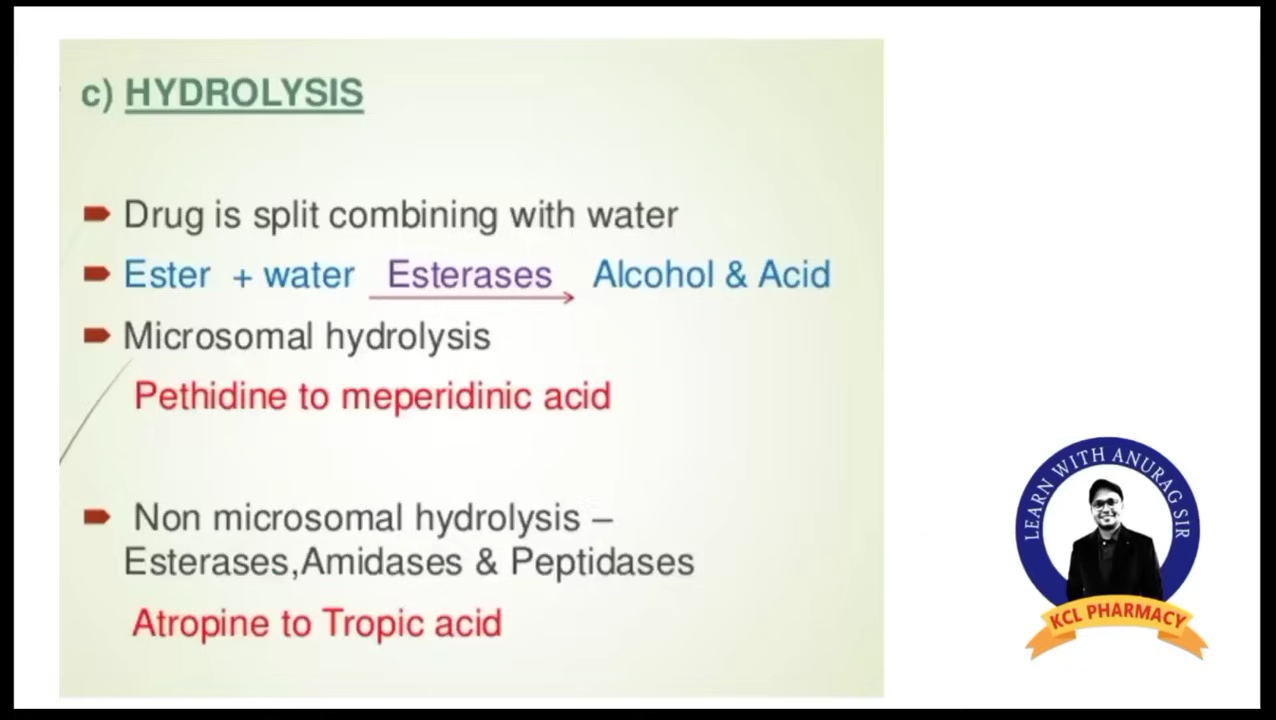 c) HYDROLYSIS
Drug is split combining with water
Ester + water Esterases Alcohol & Acid
Microsomal hydrolysis
Pethidine to meperidinic acid
Non microsomal hydrolysis –
Esterases,Amidases & Peptidases
Atropine to Tropic acid
LEARN WITH ANURAG SIR
KCL PHARMACY